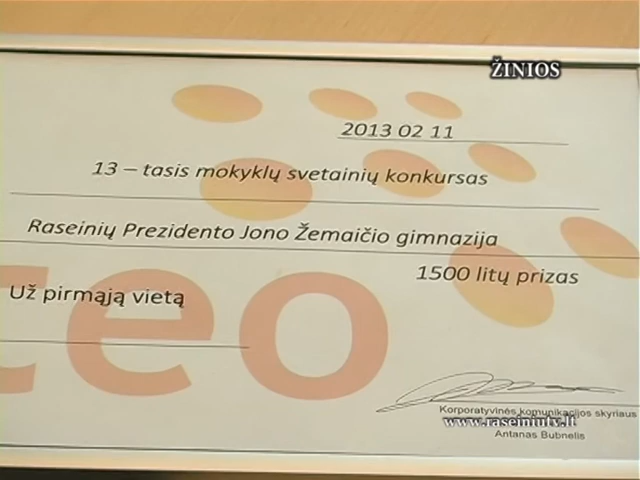 ŽINIOS
2013 02 11
13 – tasis mokyklų svetainių konkursas
Raseinių Prezidento Jono Žemaičio gimnazija
1500 litų prizas
Už pirmąją vietą
teo
Korporatyvinės komunikacijos skyriaus
www.raseiniutv.lt
Antanas Bubnelis